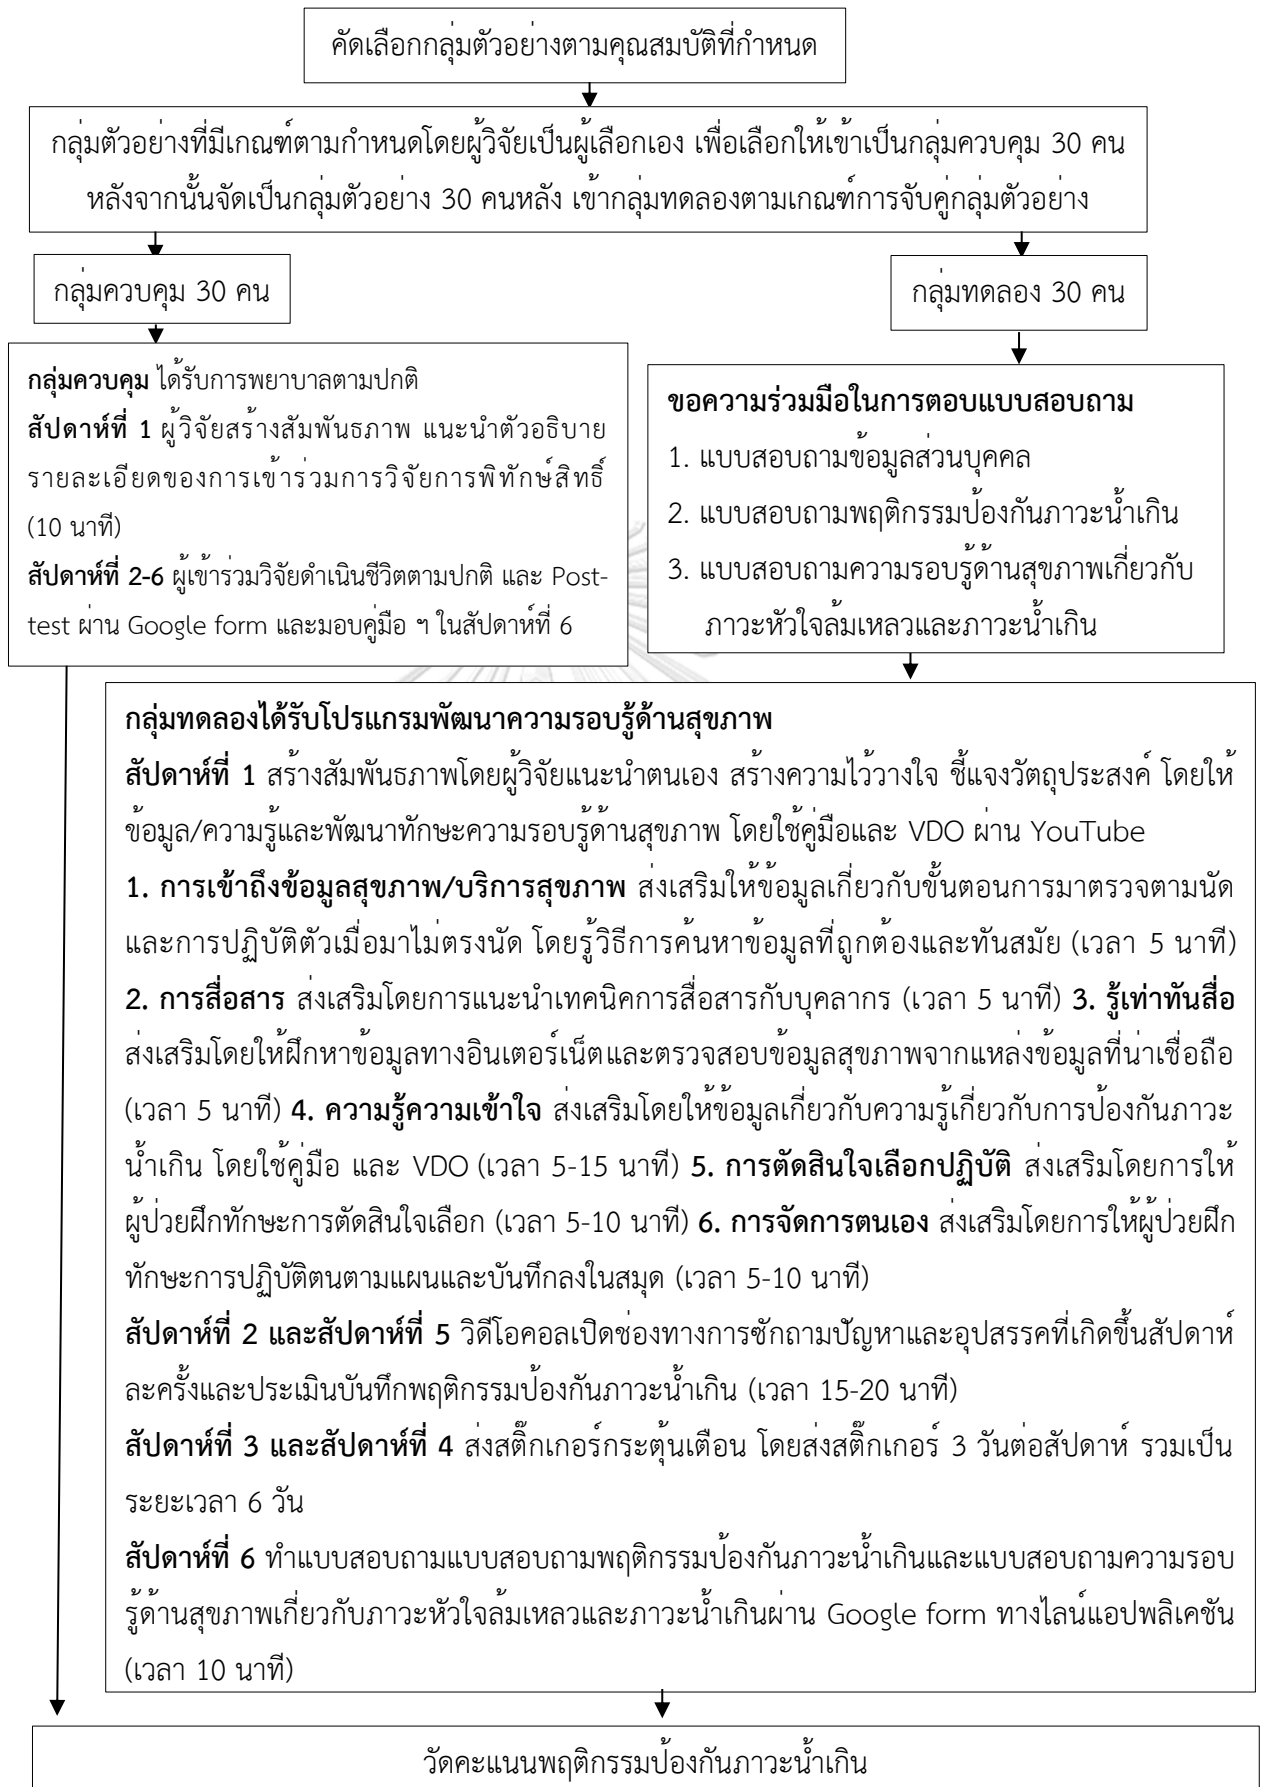 คัดเลือกกลุ่มตัวอย่างตามคุณสมบัติที่กำหนด
กลุ่มตัวอย่างที่มีเกณฑ์ตามกำหนดโดยผู้วิจัยเป็นผู้เลือกเอง เพื่อเลือกให้เข้าเป็นกลุ่มควบคุม 30 คน
หลังจากนั้นจัดเป็นกลุ่มตัวอย่าง 30 คนหลัง เข้ากลุ่มทดลองตามเกณฑ์การจับคู่กลุ่มตัวอย่าง
กลุ่มควบคุม 30 คน
กลุ่มทดลอง 30 คน
กลุ่มควบคุม ได้รับการพยาบาลตามปกติ
สัปดาห์ที่ 1 ผู้วิจัยสร้างสัมพันธภาพ แนะนำตัวอธิบาย
รายละเอียดของการเข้าร่วมการวิจัยการพิทักษ์สิทธิ์
(10 นาที)
สัปดาห์ที่ 2-6 ผู้เข้าร่วมวิจัยดำเนินชีวิตตามปกติ และ Post-
test ผ่าน Google form และมอบคู่มือ ฯ ในสัปดาห์ที่ 6
ขอความร่วมมือในการตอบแบบสอบถาม
1. แบบสอบถามข้อมูลส่วนบุคคล
2. แบบสอบถามพฤติกรรมป้องกันภาวะน้ำเกิน
3. แบบสอบถามความรอบรู้ด้านสุขภาพเกี่ยวกับ
ภาวะหัวใจล้มเหลวและภาวะน้ำเกิน
กลุ่มทดลองได้รับโปรแกรมพัฒนาความรอบรู้ด้านสุขภาพ
สัปดาห์ที่ 1 สร้างสัมพันธภาพโดยผู้วิจัยแนะนำตนเอง สร้างความไว้วางใจ ชี้แจงวัตถุประสงค์ โดยให้
ข้อมูล/ความรู้และพัฒนาทักษะความรอบรู้ด้านสุขภาพ โดยใช้คู่มือและ VDO ผ่าน YouTube
1. การเข้าถึงข้อมูลสุขภาพ/บริการสุขภาพ ส่งเสริมให้ข้อมูลเกี่ยวกับขั้นตอนการมาตรวจตามนัด
และการปฏิบัติตัวเมื่อมาไม่ตรงนัด โดยรู้วิธีการค้นหาข้อมูลที่ถูกต้องและทันสมัย (เวลา 5 นาที)
2. การสื่อสาร ส่งเสริมโดยการแนะนำเทคนิคการสื่อสารกับบุคลากร (เวลา 5 นาที) 3. รู้เท่าทันสื่อ
ส่งเสริมโดยให้ฝึกหาข้อมูลทางอินเตอร์เน็ตและตรวจสอบข้อมูลสุขภาพจากแหล่งข้อมูลที่น่าเชื่อถือ
(เวลา 5 นาที) 4. ความรู้ความเข้าใจ ส่งเสริมโดยให้ข้อมูลเกี่ยวกับความรู้เกี่ยวกับการป้องกันภาวะ
น้ำเกิน โดยใช้คู่มือ และ VDO (เวลา 5-15 นาที) 5. การตัดสินใจเลือกปฏิบัติ ส่งเสริมโดยการให้
ผู้ป่วยฝึกทักษะการตัดสินใจเลือก (เวลา 5-10 นาที) 6. การจัดการตนเอง ส่งเสริมโดยการให้ผู้ป่วยฝึก
ทักษะการปฏิบัติตนตามแผนและบันทึกลงในสมุด (เวลา 5-10 นาที)
สัปดาห์ที่ 2 และสัปดาห์ที่ 5 วิดีโอคอลเปิดช่องทางการซักถามปัญหาและอุปสรรคที่เกิดขึ้นสัปดาห์
ละครั้งและประเมินบันทึกพฤติกรรมป้องกันภาวะน้ำเกิน (เวลา 15-20 นาที)
สัปดาห์ที่ 3 และสัปดาห์ที่ 4 ส่งสติ๊กเกอร์กระตุ้นเตือน โดยส่งสติ๊กเกอร์ 3 วันต่อสัปดาห์ รวมเป็น
ระยะเวลา 6 วัน
สัปดาห์ที่ 6 ทำแบบสอบถามแบบสอบถามพฤติกรรมป้องกันภาวะน้ำเกินและแบบสอบถามความรอบ
รู้ด้านสุขภาพเกี่ยวกับภาวะหัวใจล้มเหลวและภาวะน้ำเกินผ่าน Google form ทางไลน์แอปพลิเคชัน
(เวลา 10 นาที)
วัดคะแนนพฤติกรรมป้องกันภาวะน้ำเกิน